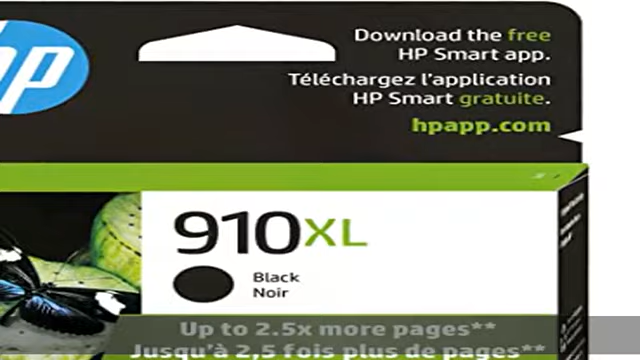 hp
Download the free
HP Smart app.
Téléchargez l'application
HP Smart gratuite.
hpapp.com
910XL
Black
Noir
Up to 2.5x more pages**
Jusqu'à 2,5 fois plus de pages**